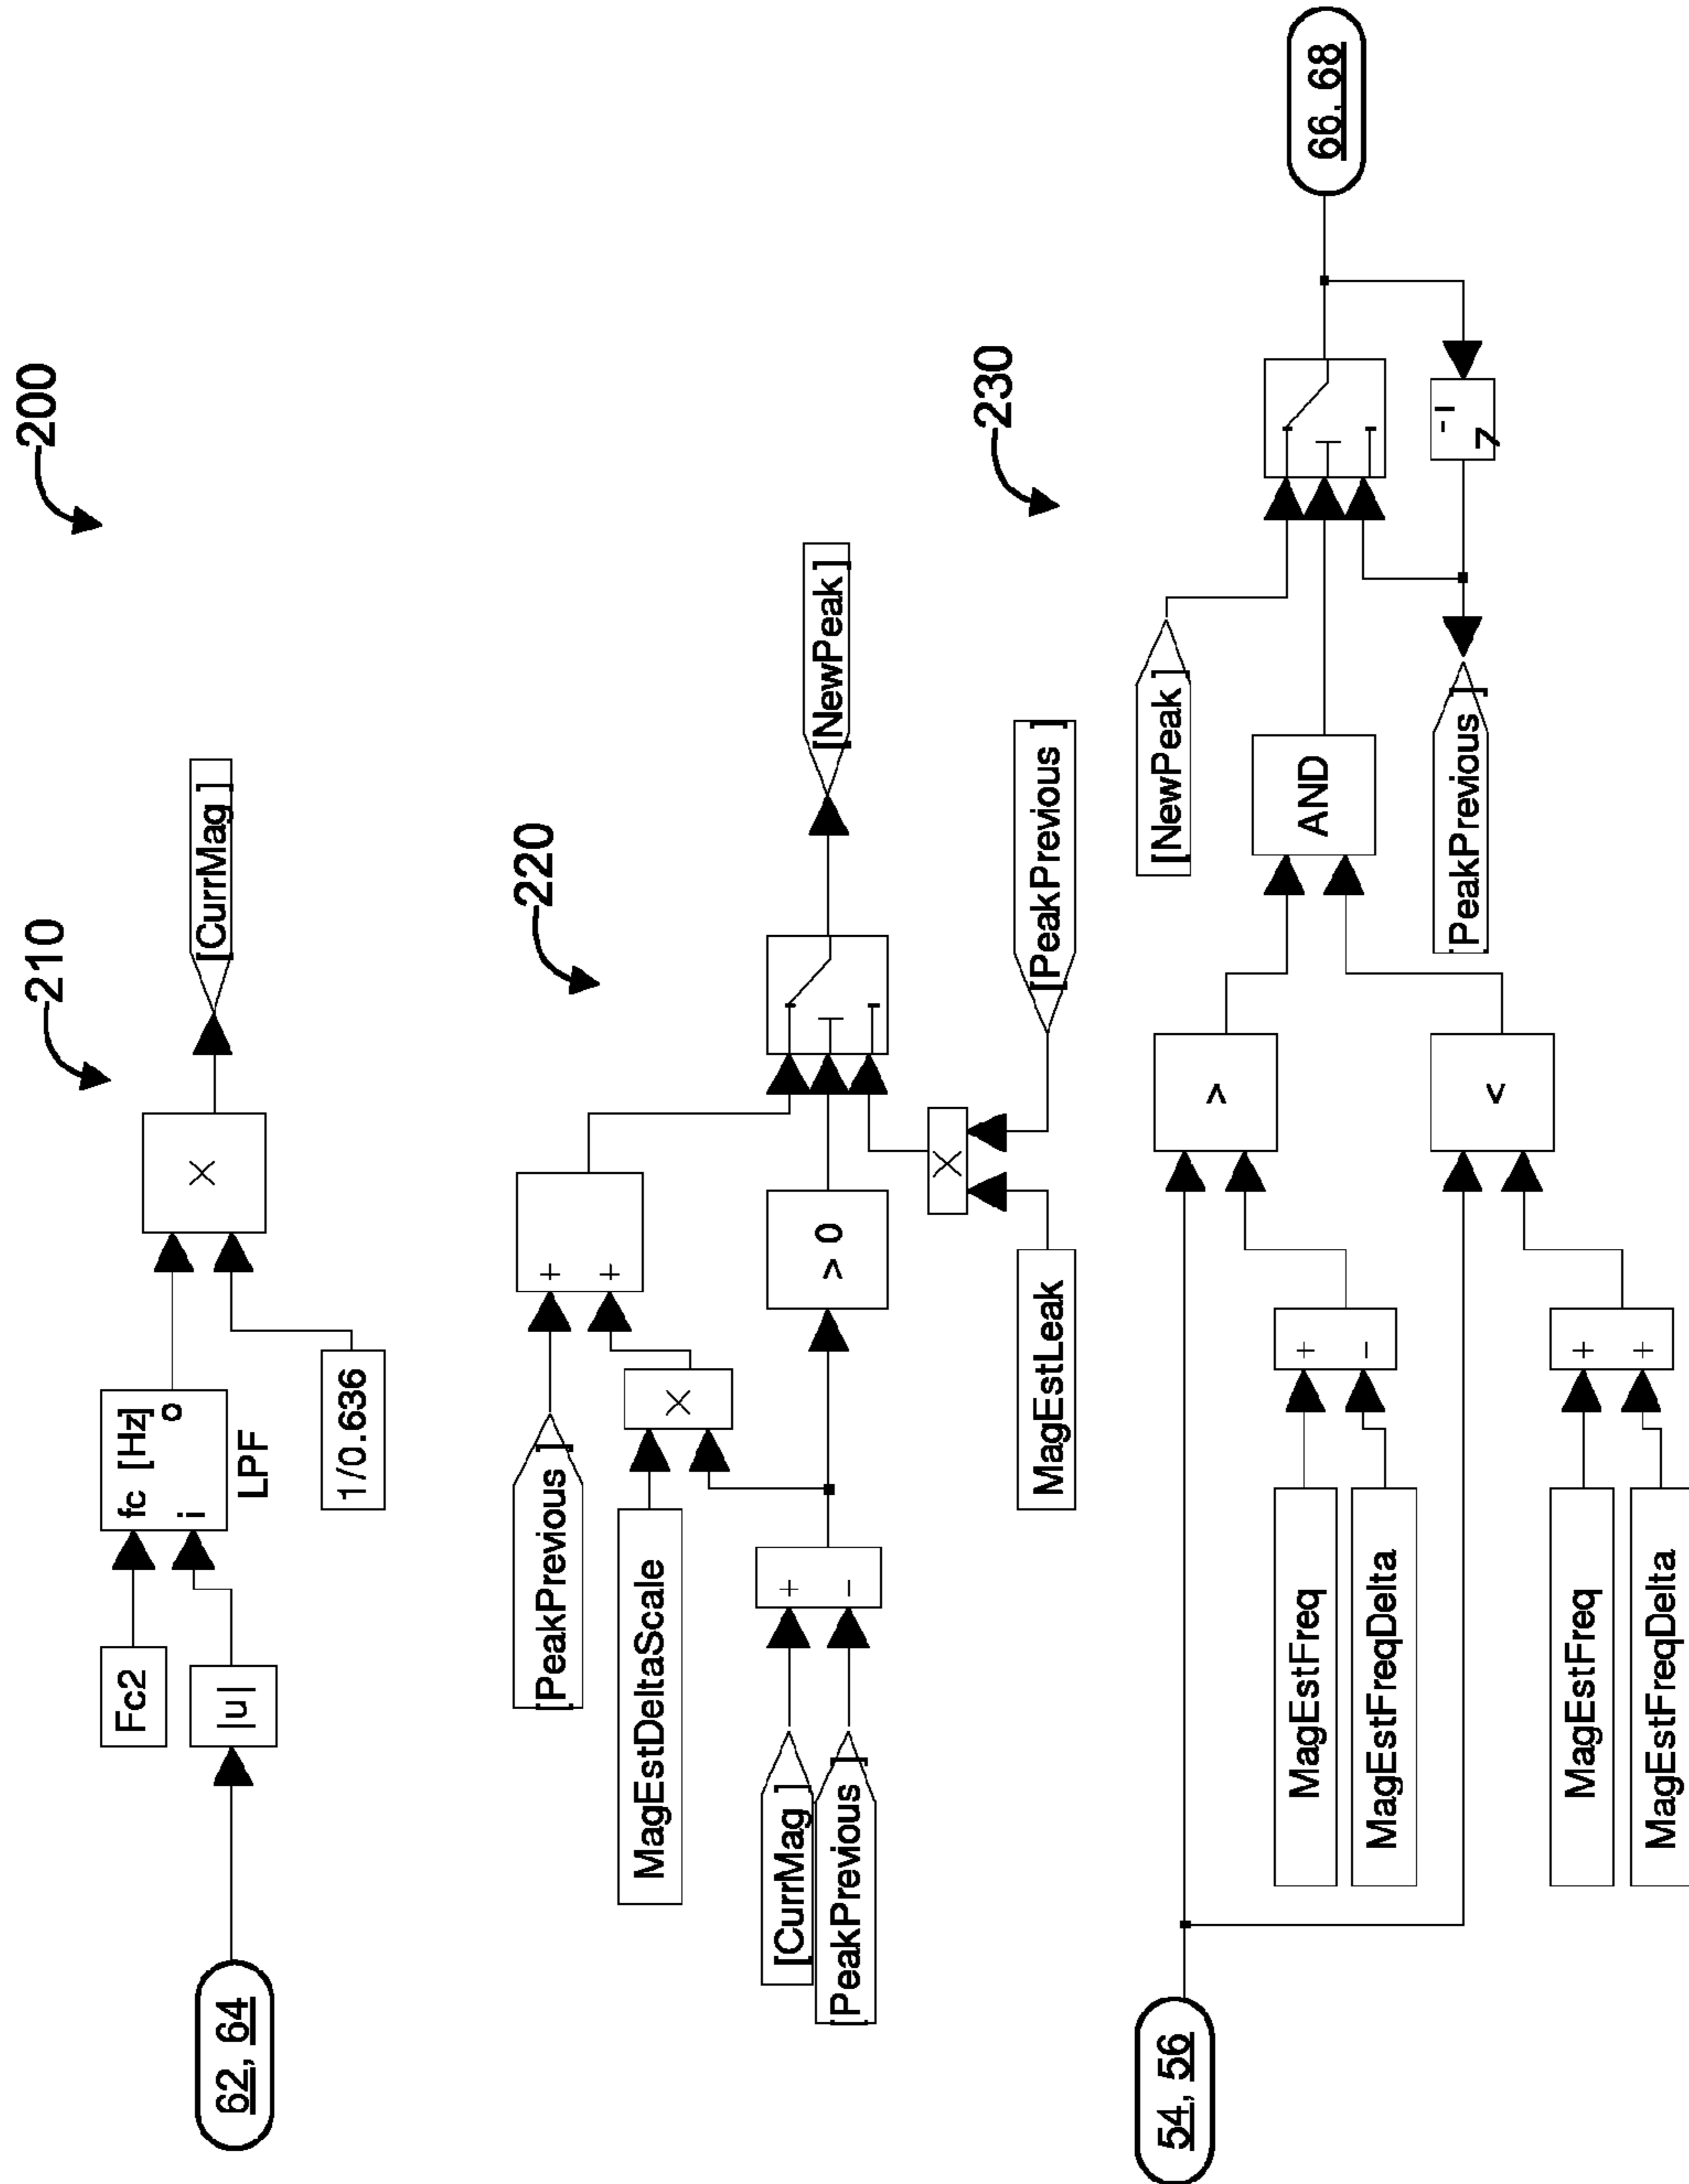 200
210
Fc2
fc [Hz]
|u|
i
o
LPF
×
[CurrMag ]
62, 64
1/0.636
220
[PeakPrevious ]
+
+
MagEstDeltaScale
×
[CurrMag ]
[PeakPrevious ]
+
-
> 0
[NewPeak ]
MagEstLeak
×
[PeakPrevious ]
230
54, 56
>
[NewPeak ]
MagEstFreq
+
MagEstFreqDelta
-
AND
66, 68
<
z-1
[PeakPrevious ]
MagEstFreq
+
MagEstFreqDelta
+